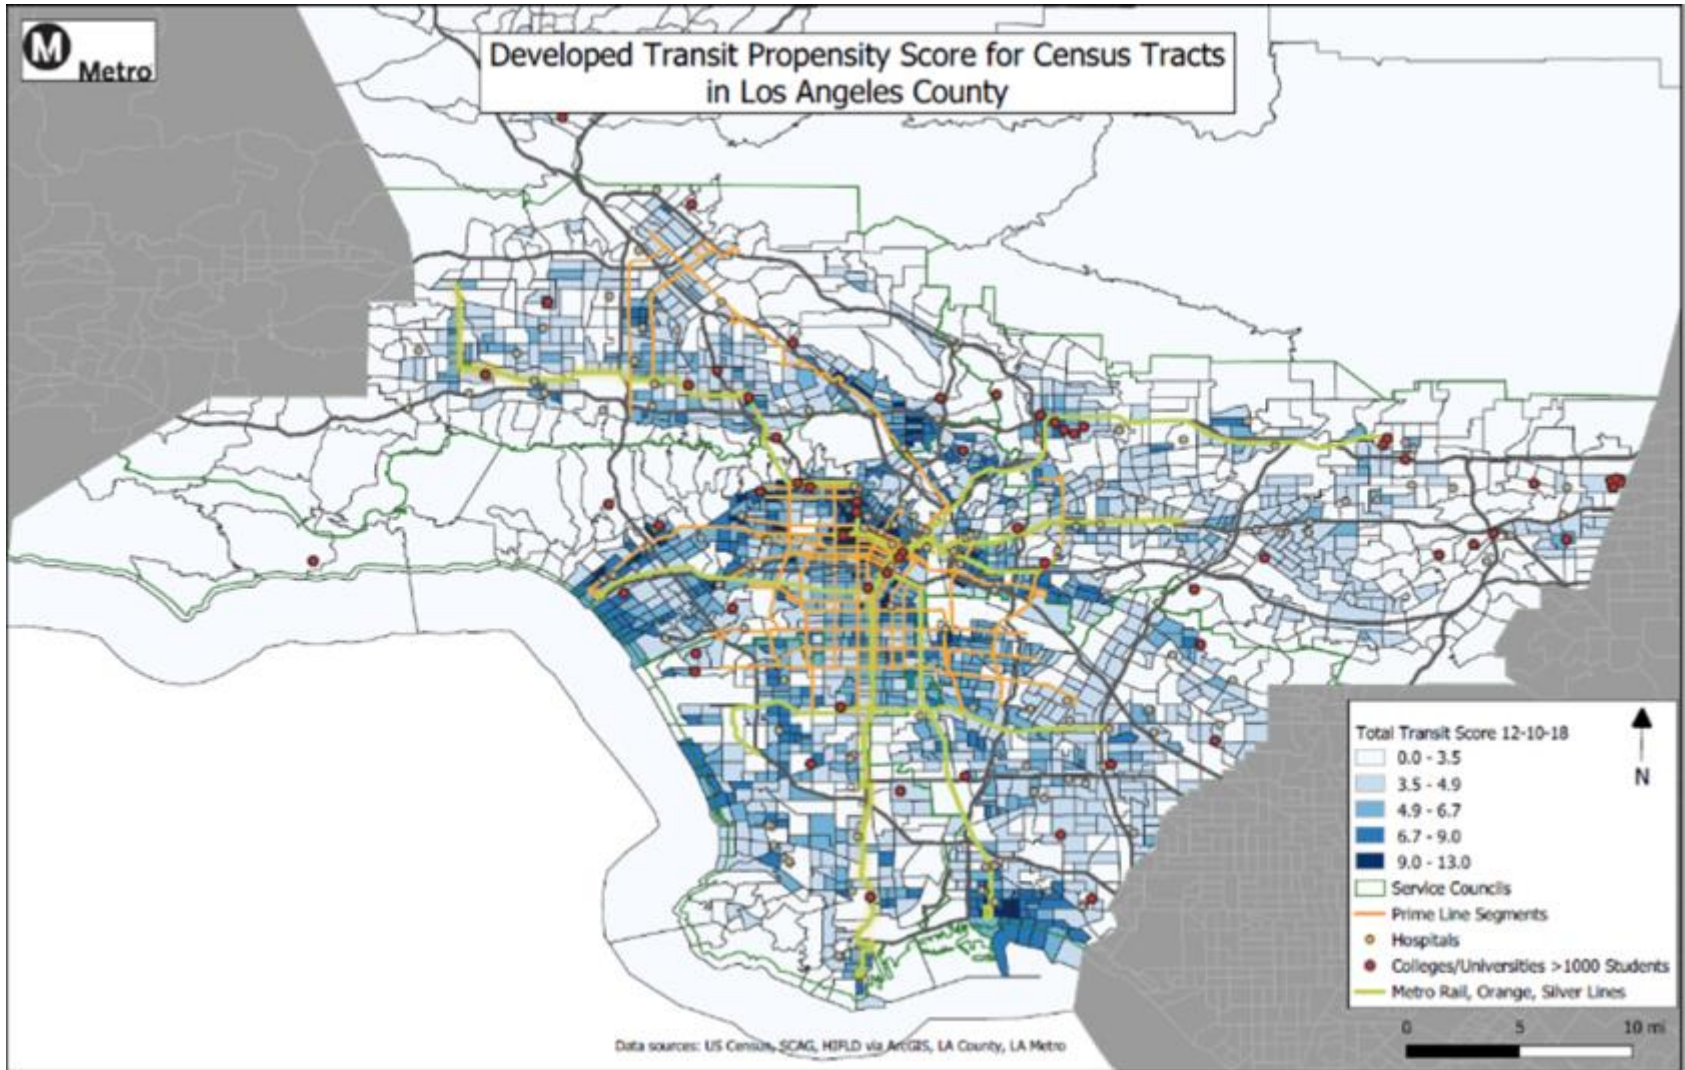 M
Metro
Developed Transit Propensity Score for Census Tracts
in Los Angeles County
Total Transit Score 12-10-18
0.0 - 3.5
3.5 - 4.9
4.9 - 6.7
6.7 - 9.0
9.0 - 13.0
Service Councils
Prime Line Segments
Hospitals
Colleges/Universities >1000 Students
Metro Rail, Orange, Silver Lines
N
0 5 10 mi
Data sources: US Census, SCAG, HIFLD via ArcGIS, LA County, LA Metro